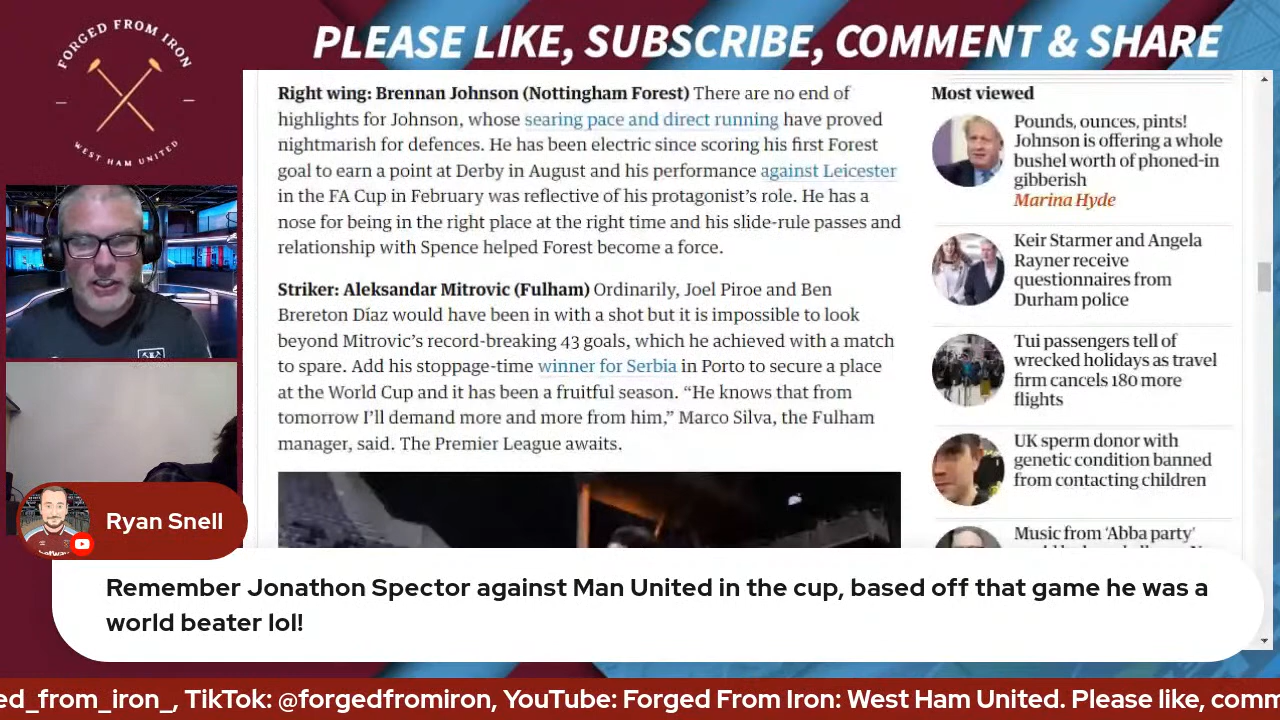 FORGED FROM IRON
WEST HAM UNITED
PLEASE LIKE, SUBSCRIBE, COMMENT & SHARE
Right wing: Brennan Johnson (Nottingham Forest) There are no end of
highlights for Johnson, whose searing pace and direct running have proved
nightmarish for defences. He has been electric since scoring his first Forest
goal to earn a point at Derby in August and his performance against Leicester
in the FA Cup in February was reflective of his protagonist’s role. He has a
nose for being in the right place at the right time and his slide-rule passes and
relationship with Spence helped Forest become a force.
Striker: Aleksandar Mitrovic (Fulham) Ordinarily, Joel Piroe and Ben
Brereton Díaz would have been in with a shot but it is impossible to look
beyond Mitrovic’s record-breaking 43 goals, which he achieved with a match
to spare. Add his stoppage-time winner for Serbia in Porto to secure a place
at the World Cup and it has been a fruitful season. “He knows that from
tomorrow I’ll demand more and more from him,” Marco Silva, the Fulham
manager, said. The Premier League awaits.
Most viewed
Pounds, ounces, pints!
Johnson is offering a whole
bushel worth of phoned-in
gibberish
Marina Hyde
Keir Starmer and Angela
Rayner receive
questionnaires from
Durham police
Tui passengers tell of
wrecked holidays as travel
firm cancels 180 more
flights
UK sperm donor with
genetic condition banned
from contacting children
Music from ‘Abba party’
Ryan Snell
Remember Jonathon Spector against Man United in the cup, based off that game he was a
world beater lol!
ed_from_iron_, TikTok: @forgedfromiron, YouTube: Forged From Iron: West Ham United. Please like, comm